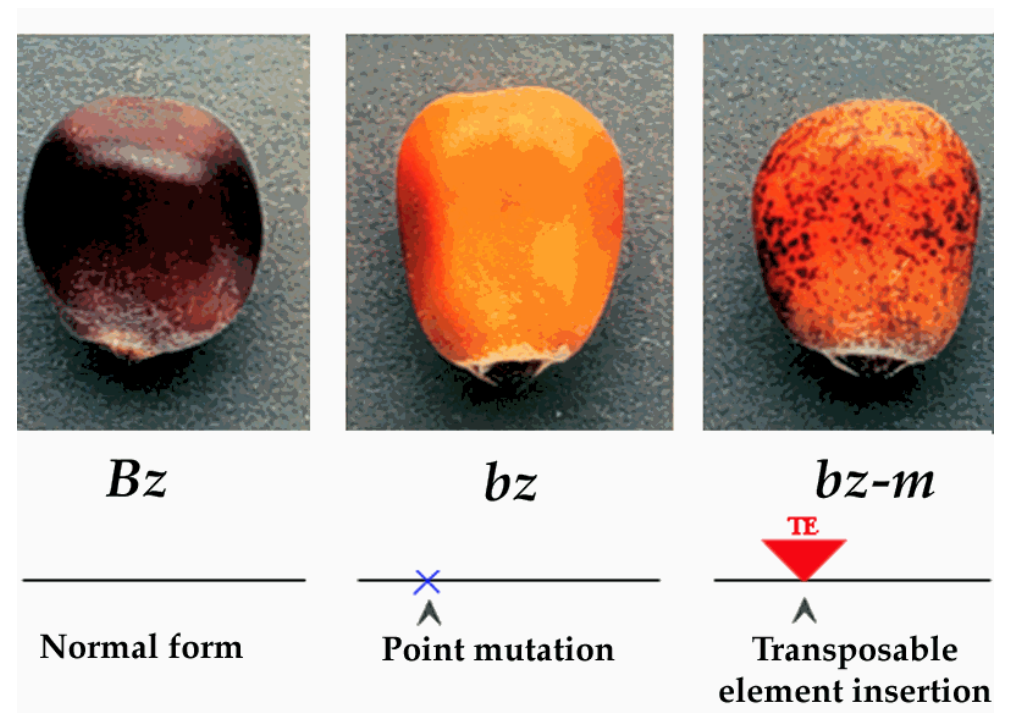 Bz
bz
bz-m
TE
Normal form
Point mutation
Transposable
element insertion